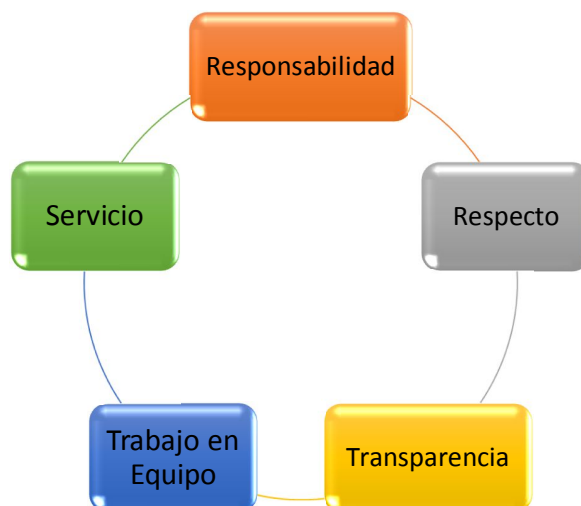 Responsabilidad
Servicio
Respecto
Trabajo en
Equipo
Transparencia